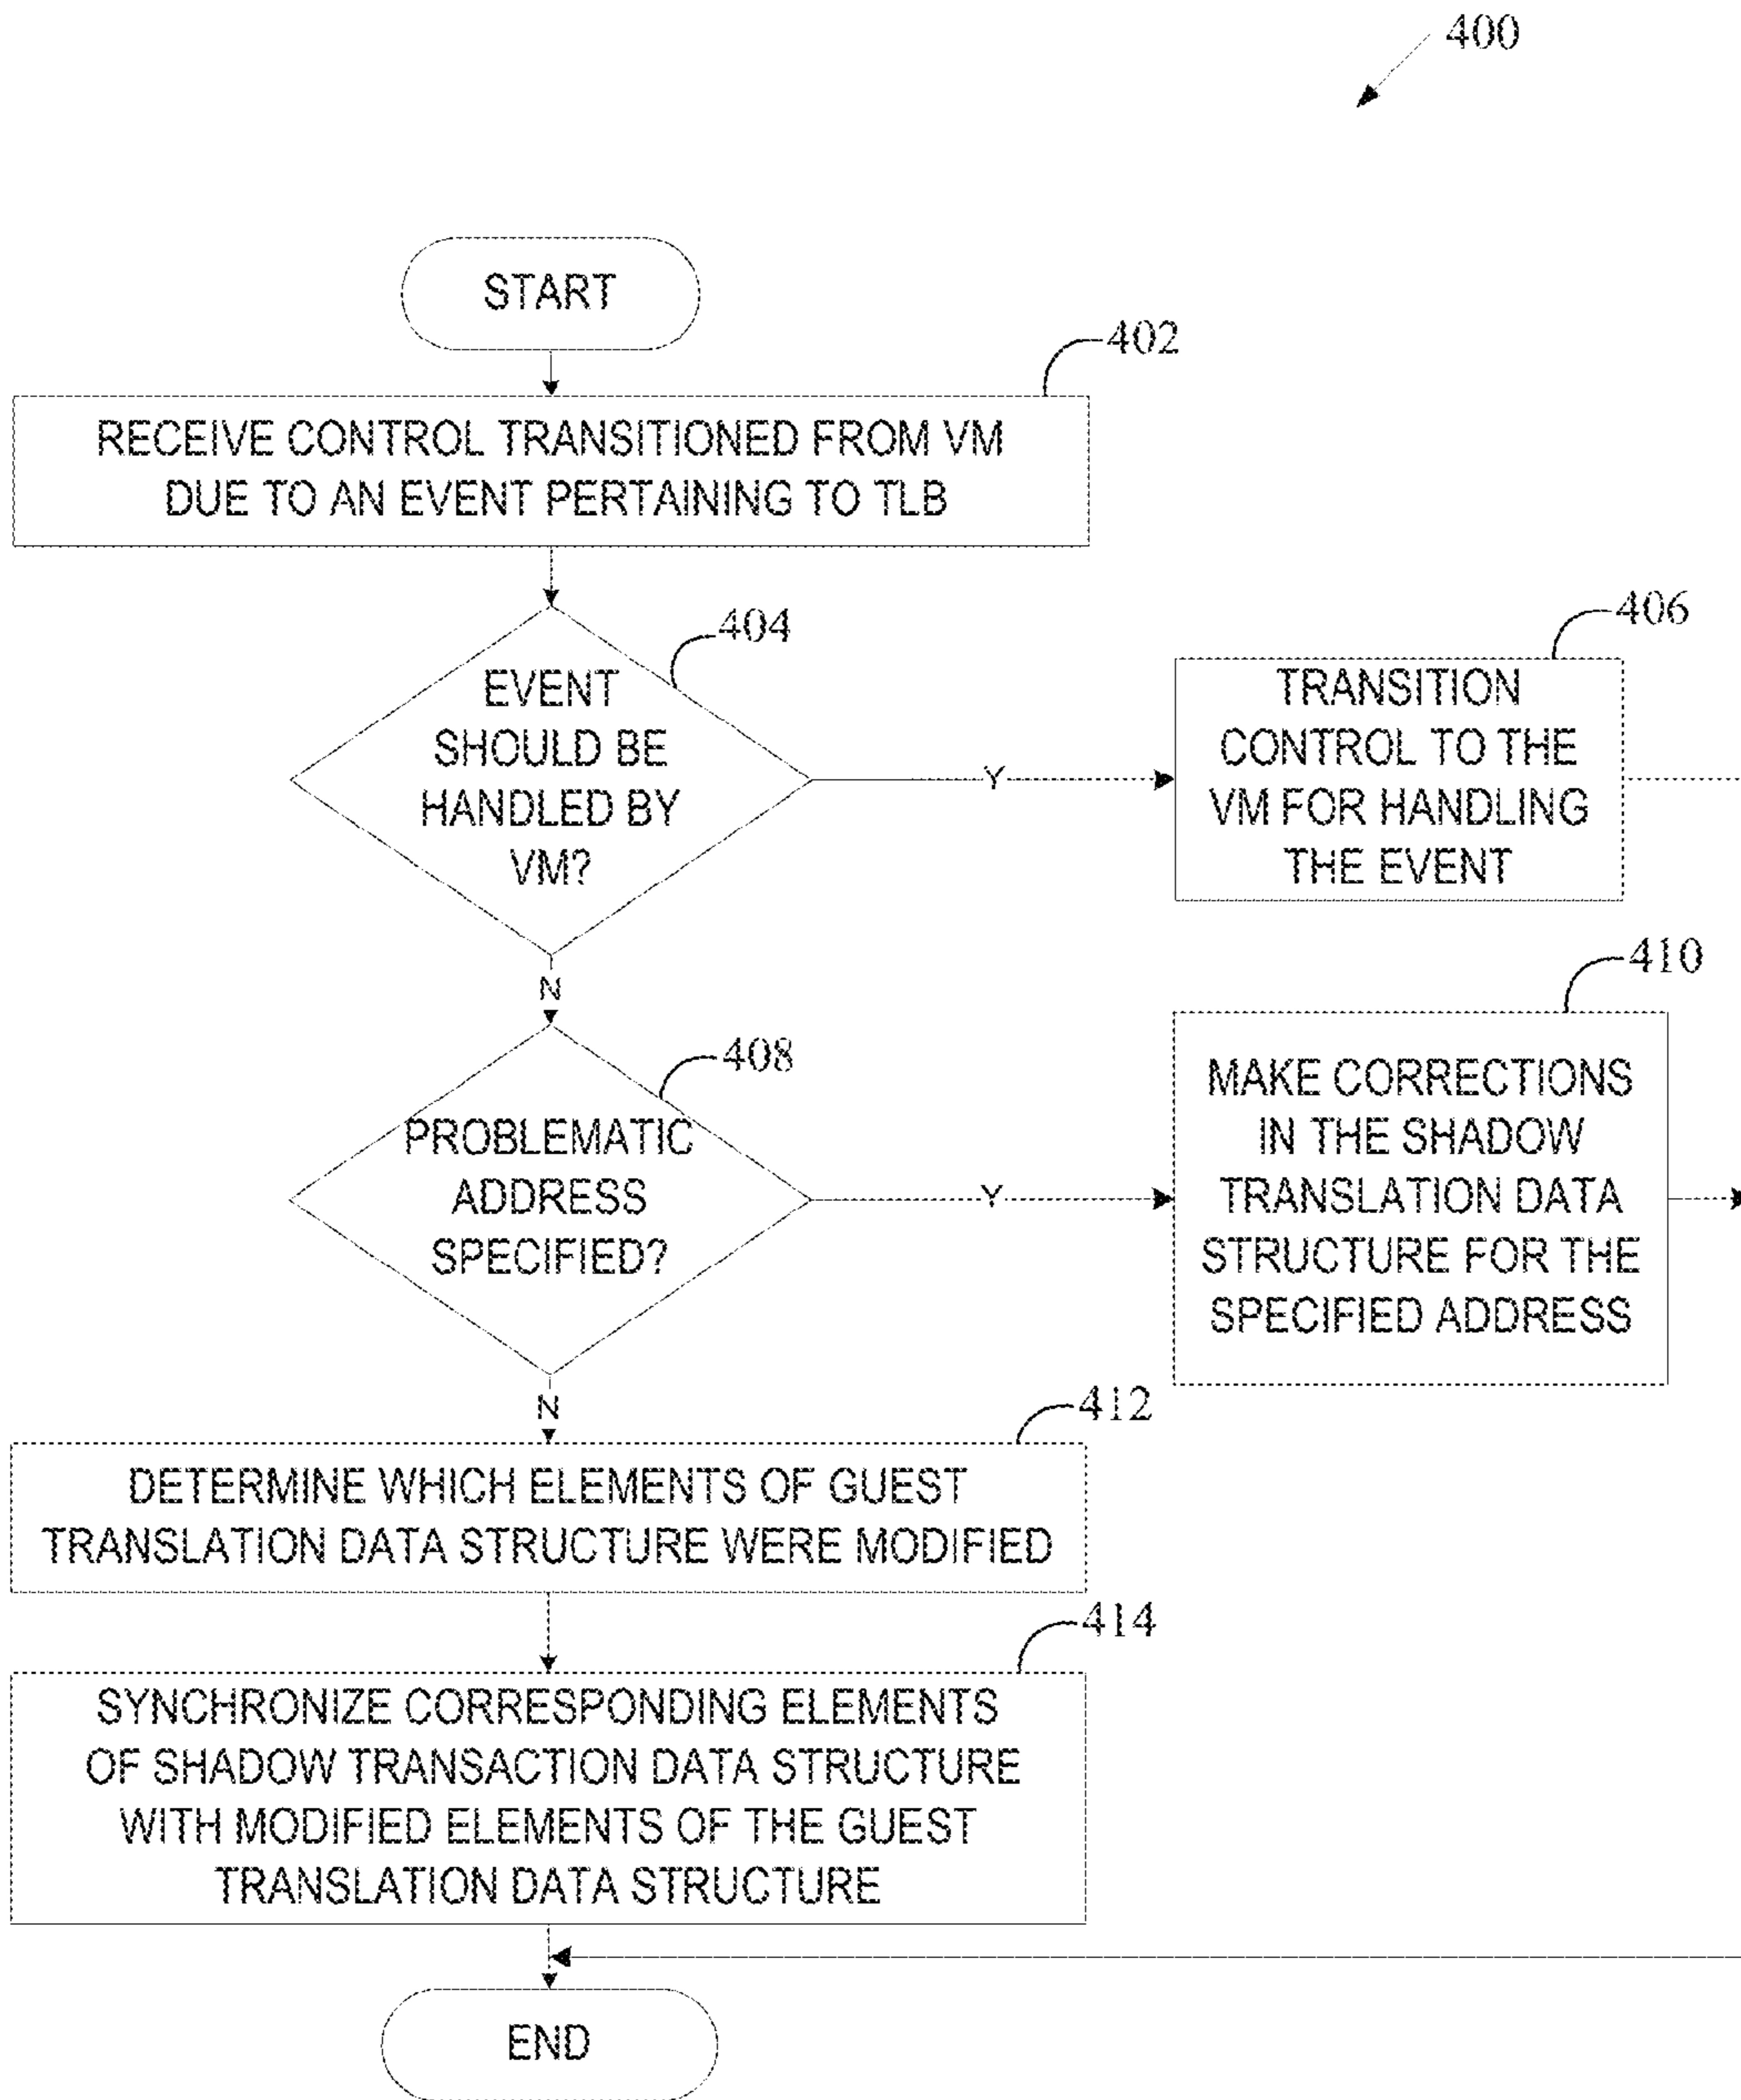 400
START
402
RECEIVE CONTROL TRANSITIONED FROM VM
DUE TO AN EVENT PERTAINING TO TLB
404
EVENT
SHOULD BE
HANDLED BY
VM?
Y
406
TRANSITION
CONTROL TO THE
VM FOR HANDLING
THE EVENT
N
408
PROBLEMATIC
ADDRESS
SPECIFIED?
Y
410
MAKE CORRECTIONS
IN THE SHADOW
TRANSLATION DATA
STRUCTURE FOR THE
SPECIFIED ADDRESS
N
412
DETERMINE WHICH ELEMENTS OF GUEST
TRANSLATION DATA STRUCTURE WERE MODIFIED
414
SYNCHRONIZE CORRESPONDING ELEMENTS
OF SHADOW TRANSACTION DATA STRUCTURE
WITH MODIFIED ELEMENTS OF THE GUEST
TRANSLATION DATA STRUCTURE
END